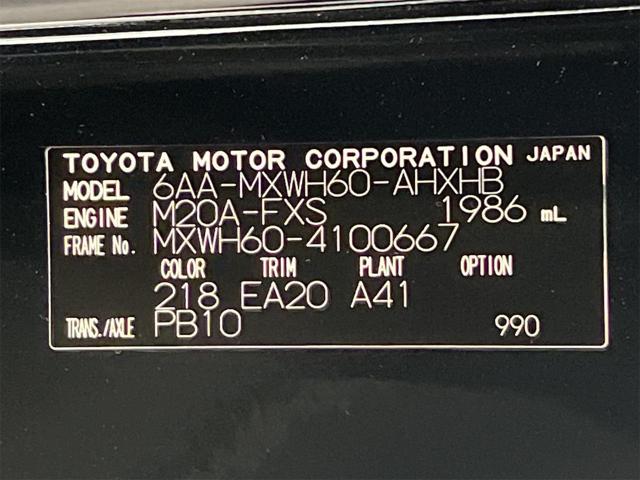 TOYOTA MOTOR CORPORATION JAPAN
MODEL 6AA-MXWH60-AHXHB
ENGINE M20A-FXS 1986 mL
FRAME No. MXWH60-4100667
COLOR TRIM PLANT OPTION
218 EA20 A41
TRANS./AXLE PB10 990